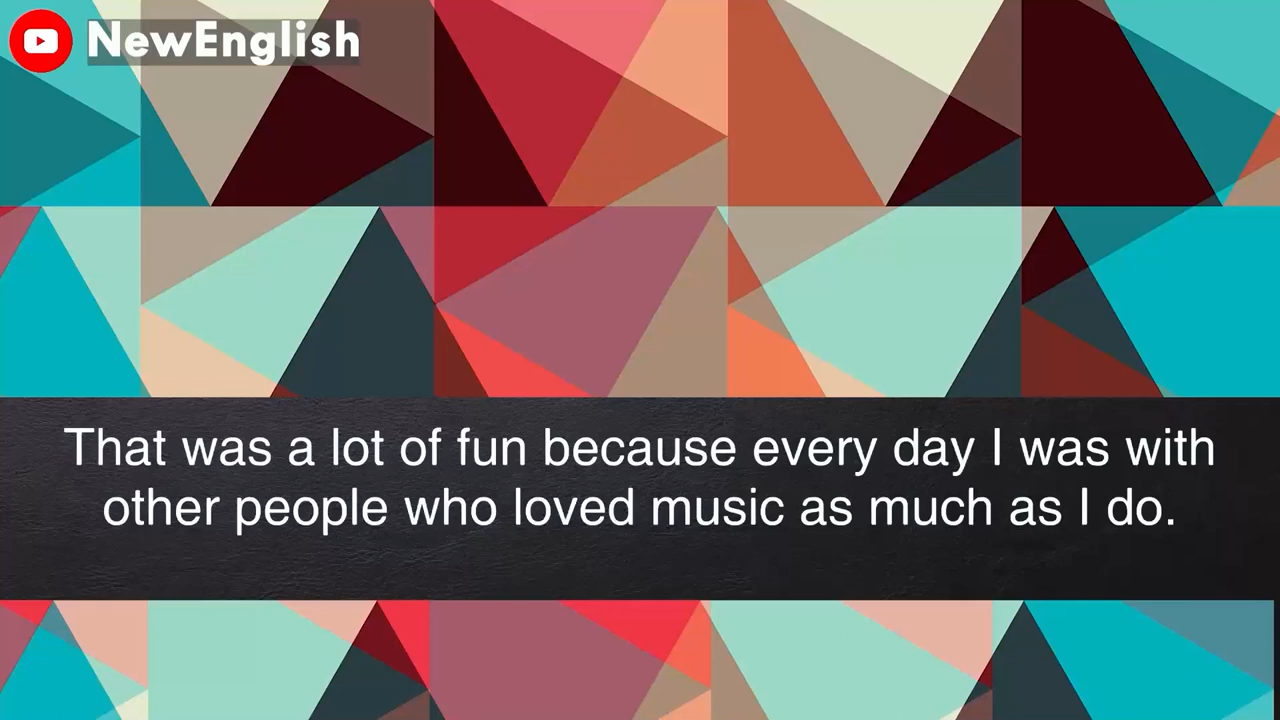 NewEnglish
That was a lot of fun because every day I was with
other people who loved music as much as I do.